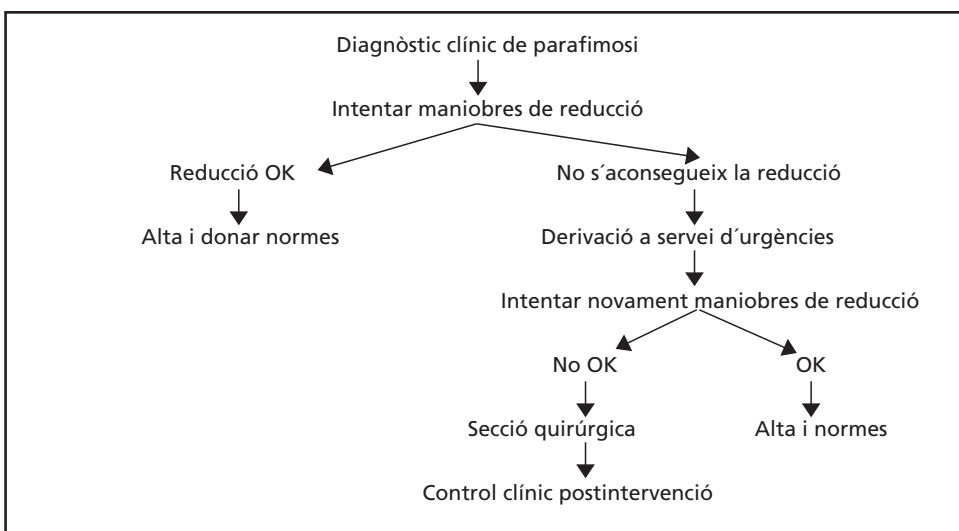 Diagnòstic clínic de parafimosi
Intentar maniobres de reducció
Reducció OK
No s´aconsegueix la reducció
Alta i donar normes
Derivació a servei d´urgències
Intentar novament maniobres de reducció
No OK
OK
Secció quirúrgica
Alta i normes
Control clínic postintervenció